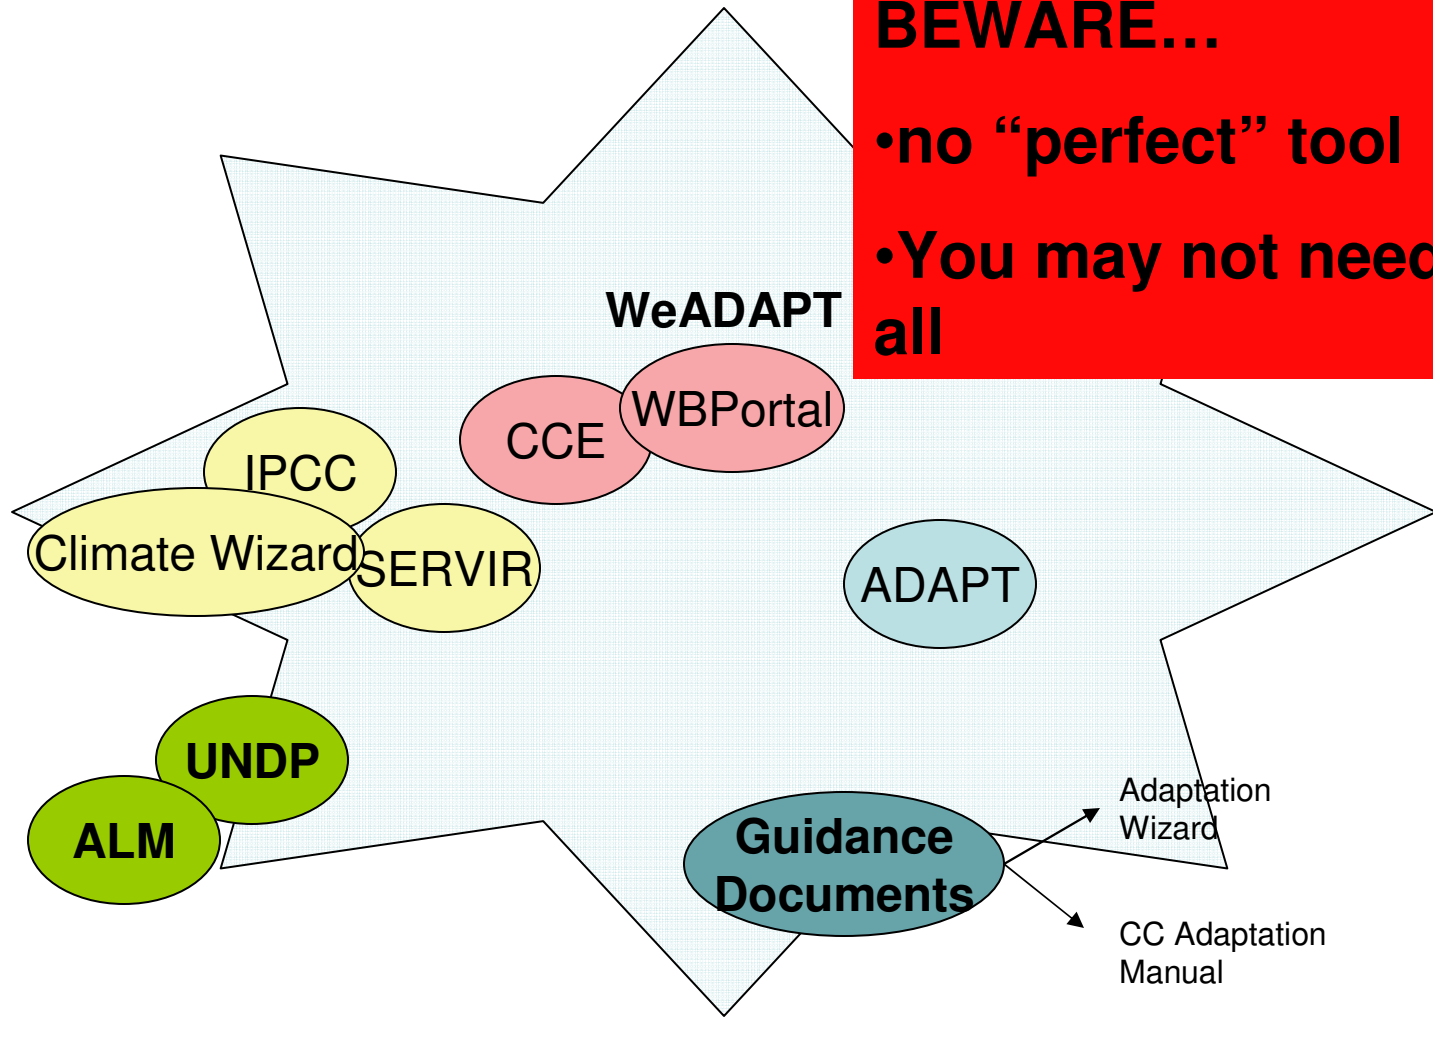 BEWARE…
•no “perfect” tool
•You may not need
all
WeADAPT
WBPortal
CCE
IPCC
Climate Wizard
SERVIR
ADAPT
UNDP
ALM
Guidance
Documents
Adaptation
Wizard
CC Adaptation
Manual